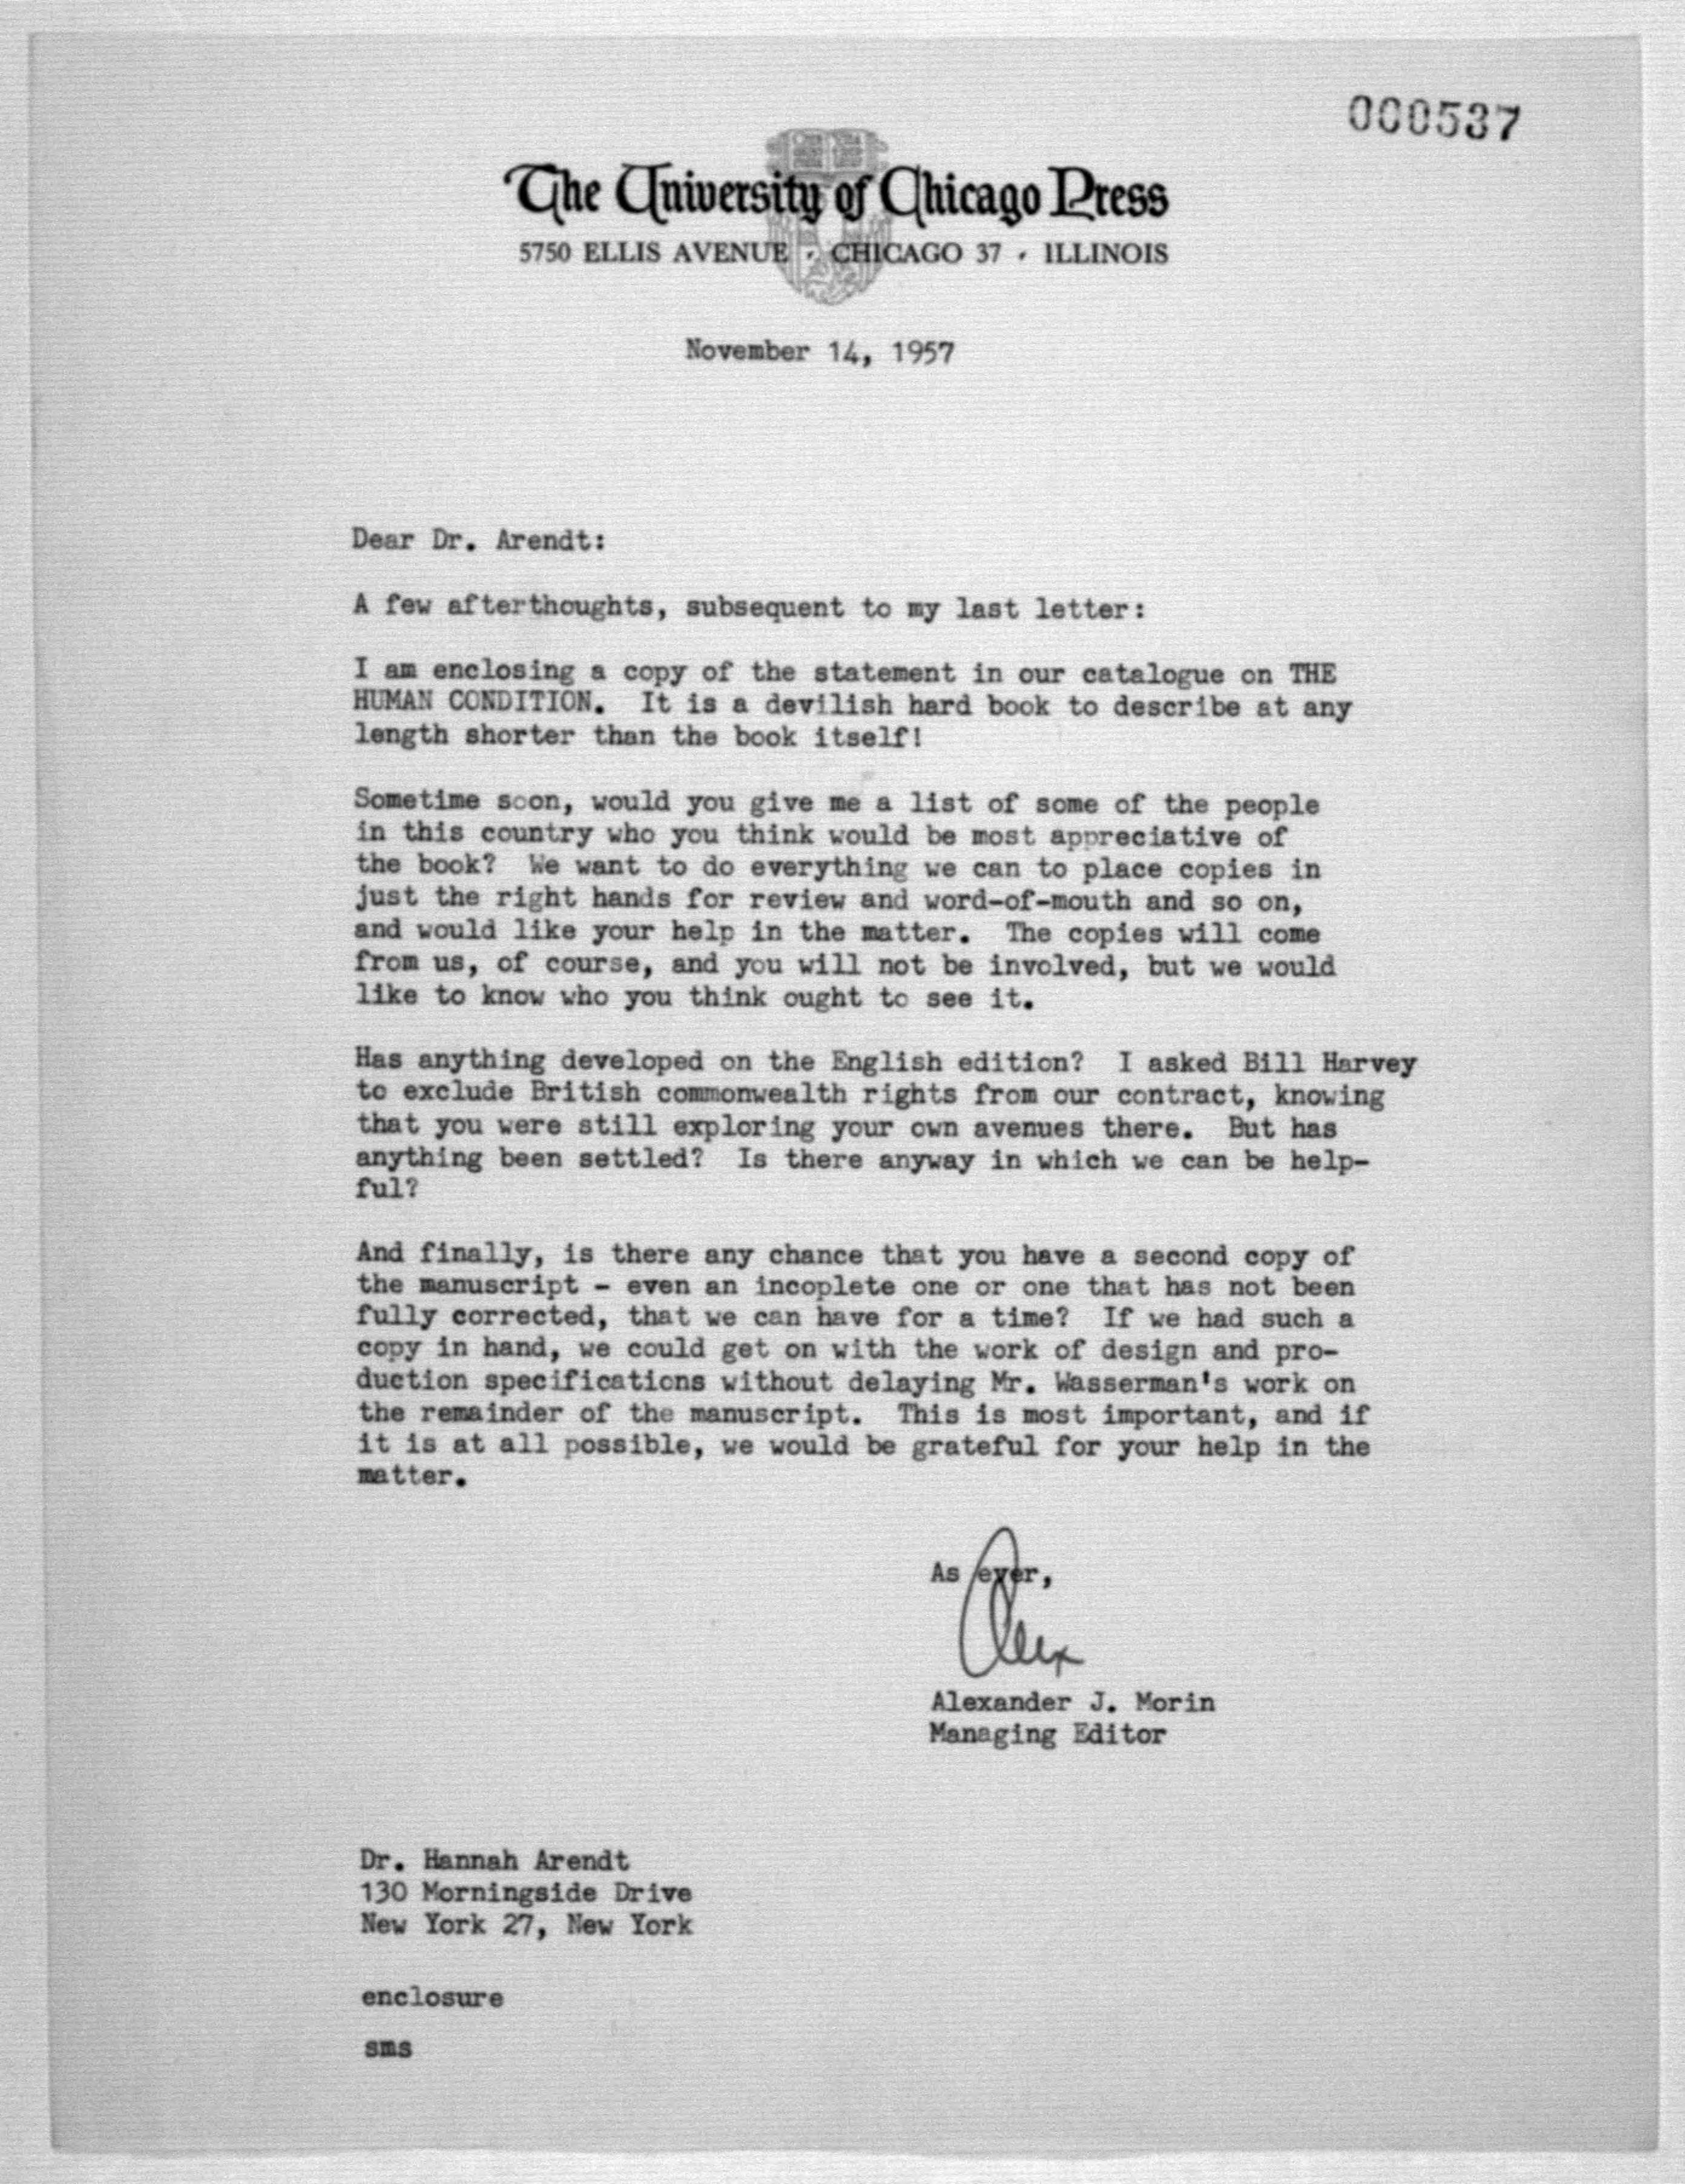 000537
The University of Chicago Press
5750 ELLIS AVENUE · CHICAGO 37 · ILLINOIS
November 14, 1957
Dear Dr. Arendt:
A few afterthoughts, subsequent to my last letter:
I am enclosing a copy of the statement in our catalogue on THE
HUMAN CONDITION. It is a devilish hard book to describe at any
length shorter than the book itself!
Sometime soon, would you give me a list of some of the people
in this country who you think would be most appreciative of
the book? We want to do everything we can to place copies in
just the right hands for review and word-of-mouth and so on,
and would like your help in the matter. The copies will come
from us, of course, and you will not be involved, but we would
like to know who you think ought to see it.
Has anything developed on the English edition? I asked Bill Harvey
to exclude British commonwealth rights from our contract, knowing
that you were still exploring your own avenues there. But has
anything been settled? Is there anyway in which we can be help-
ful?
And finally, is there any chance that you have a second copy of
the manuscript - even an incoplete one or one that has not been
fully corrected, that we can have for a time? If we had such a
copy in hand, we could get on with the work of design and pro-
duction specifications without delaying Mr. Wasserman's work on
the remainder of the manuscript. This is most important, and if
it is at all possible, we would be grateful for your help in the
matter.
As ever,
Alex
Alexander J. Morin
Managing Editor
Dr. Hannah Arendt
130 Morningside Drive
New York 27, New York
enclosure
sms